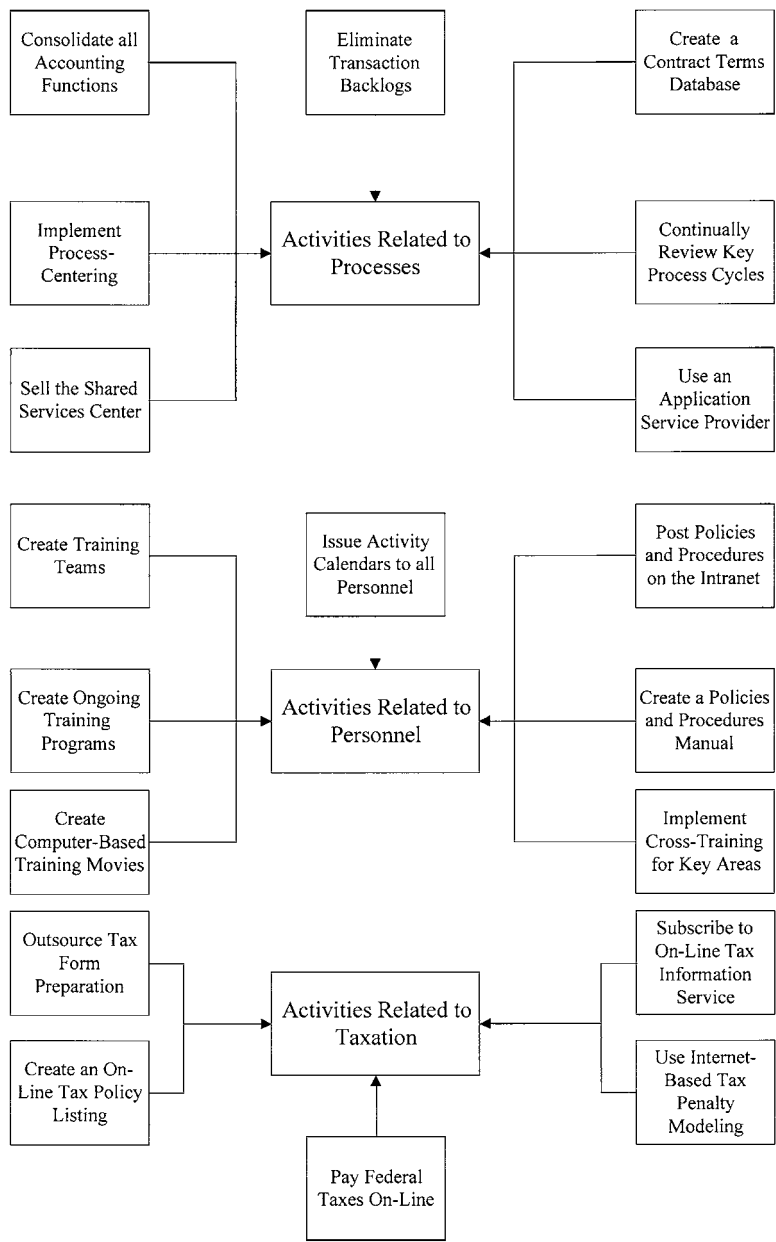 Consolidate all
Accounting
Functions
Eliminate
Transaction
Backlogs
Create a
Contract Terms
Database
Implement
Process-
Centering
Activities Related to
Processes
Continually
Review Key
Process Cycles
Sell the Shared
Services Center
Use an
Application
Service Provider
Create Training
Teams
Issue Activity
Calendars to all
Personnel
Post Policies
and Procedures
on the Intranet
Create Ongoing
Training
Programs
Activities Related to
Personnel
Create a Policies
and Procedures
Manual
Create
Computer-Based
Training Movies
Implement
Cross-Training
for Key Areas
Outsource Tax
Form
Preparation
Activities Related to
Taxation
Subscribe to
On-Line Tax
Information
Service
Create an On-
Line Tax Policy
Listing
Use Internet-
Based Tax
Penalty
Modeling
Pay Federal
Taxes On-Line